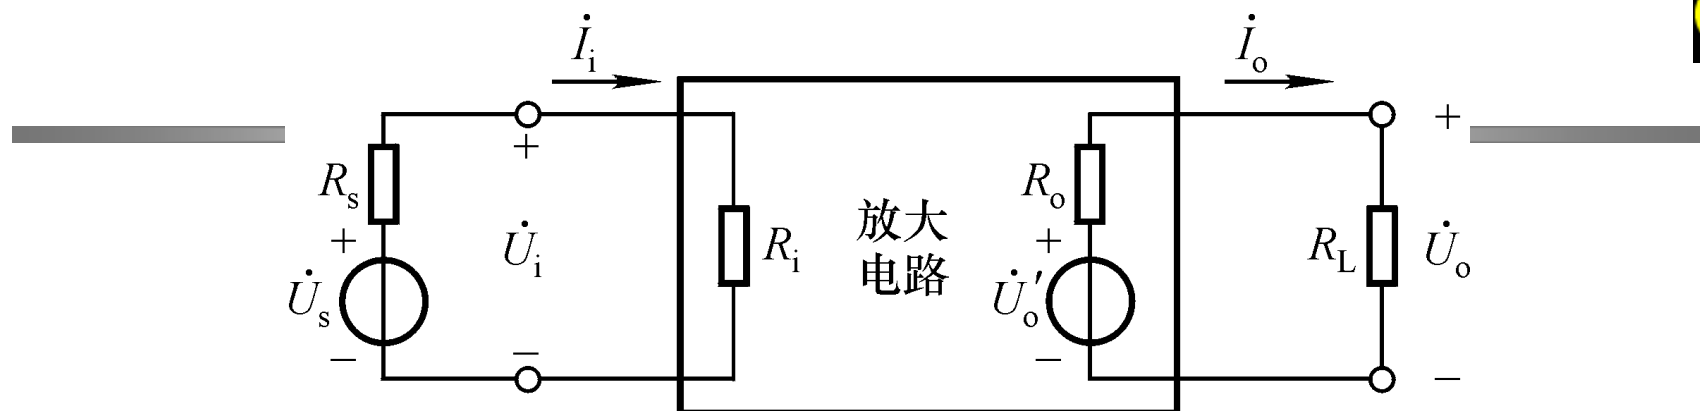 İi
İo
+
+
Rs
Ro
放大
电路
+
U̇i
Ri
+
RL
U̇o
U̇s
U̇o′
−
−
−
−